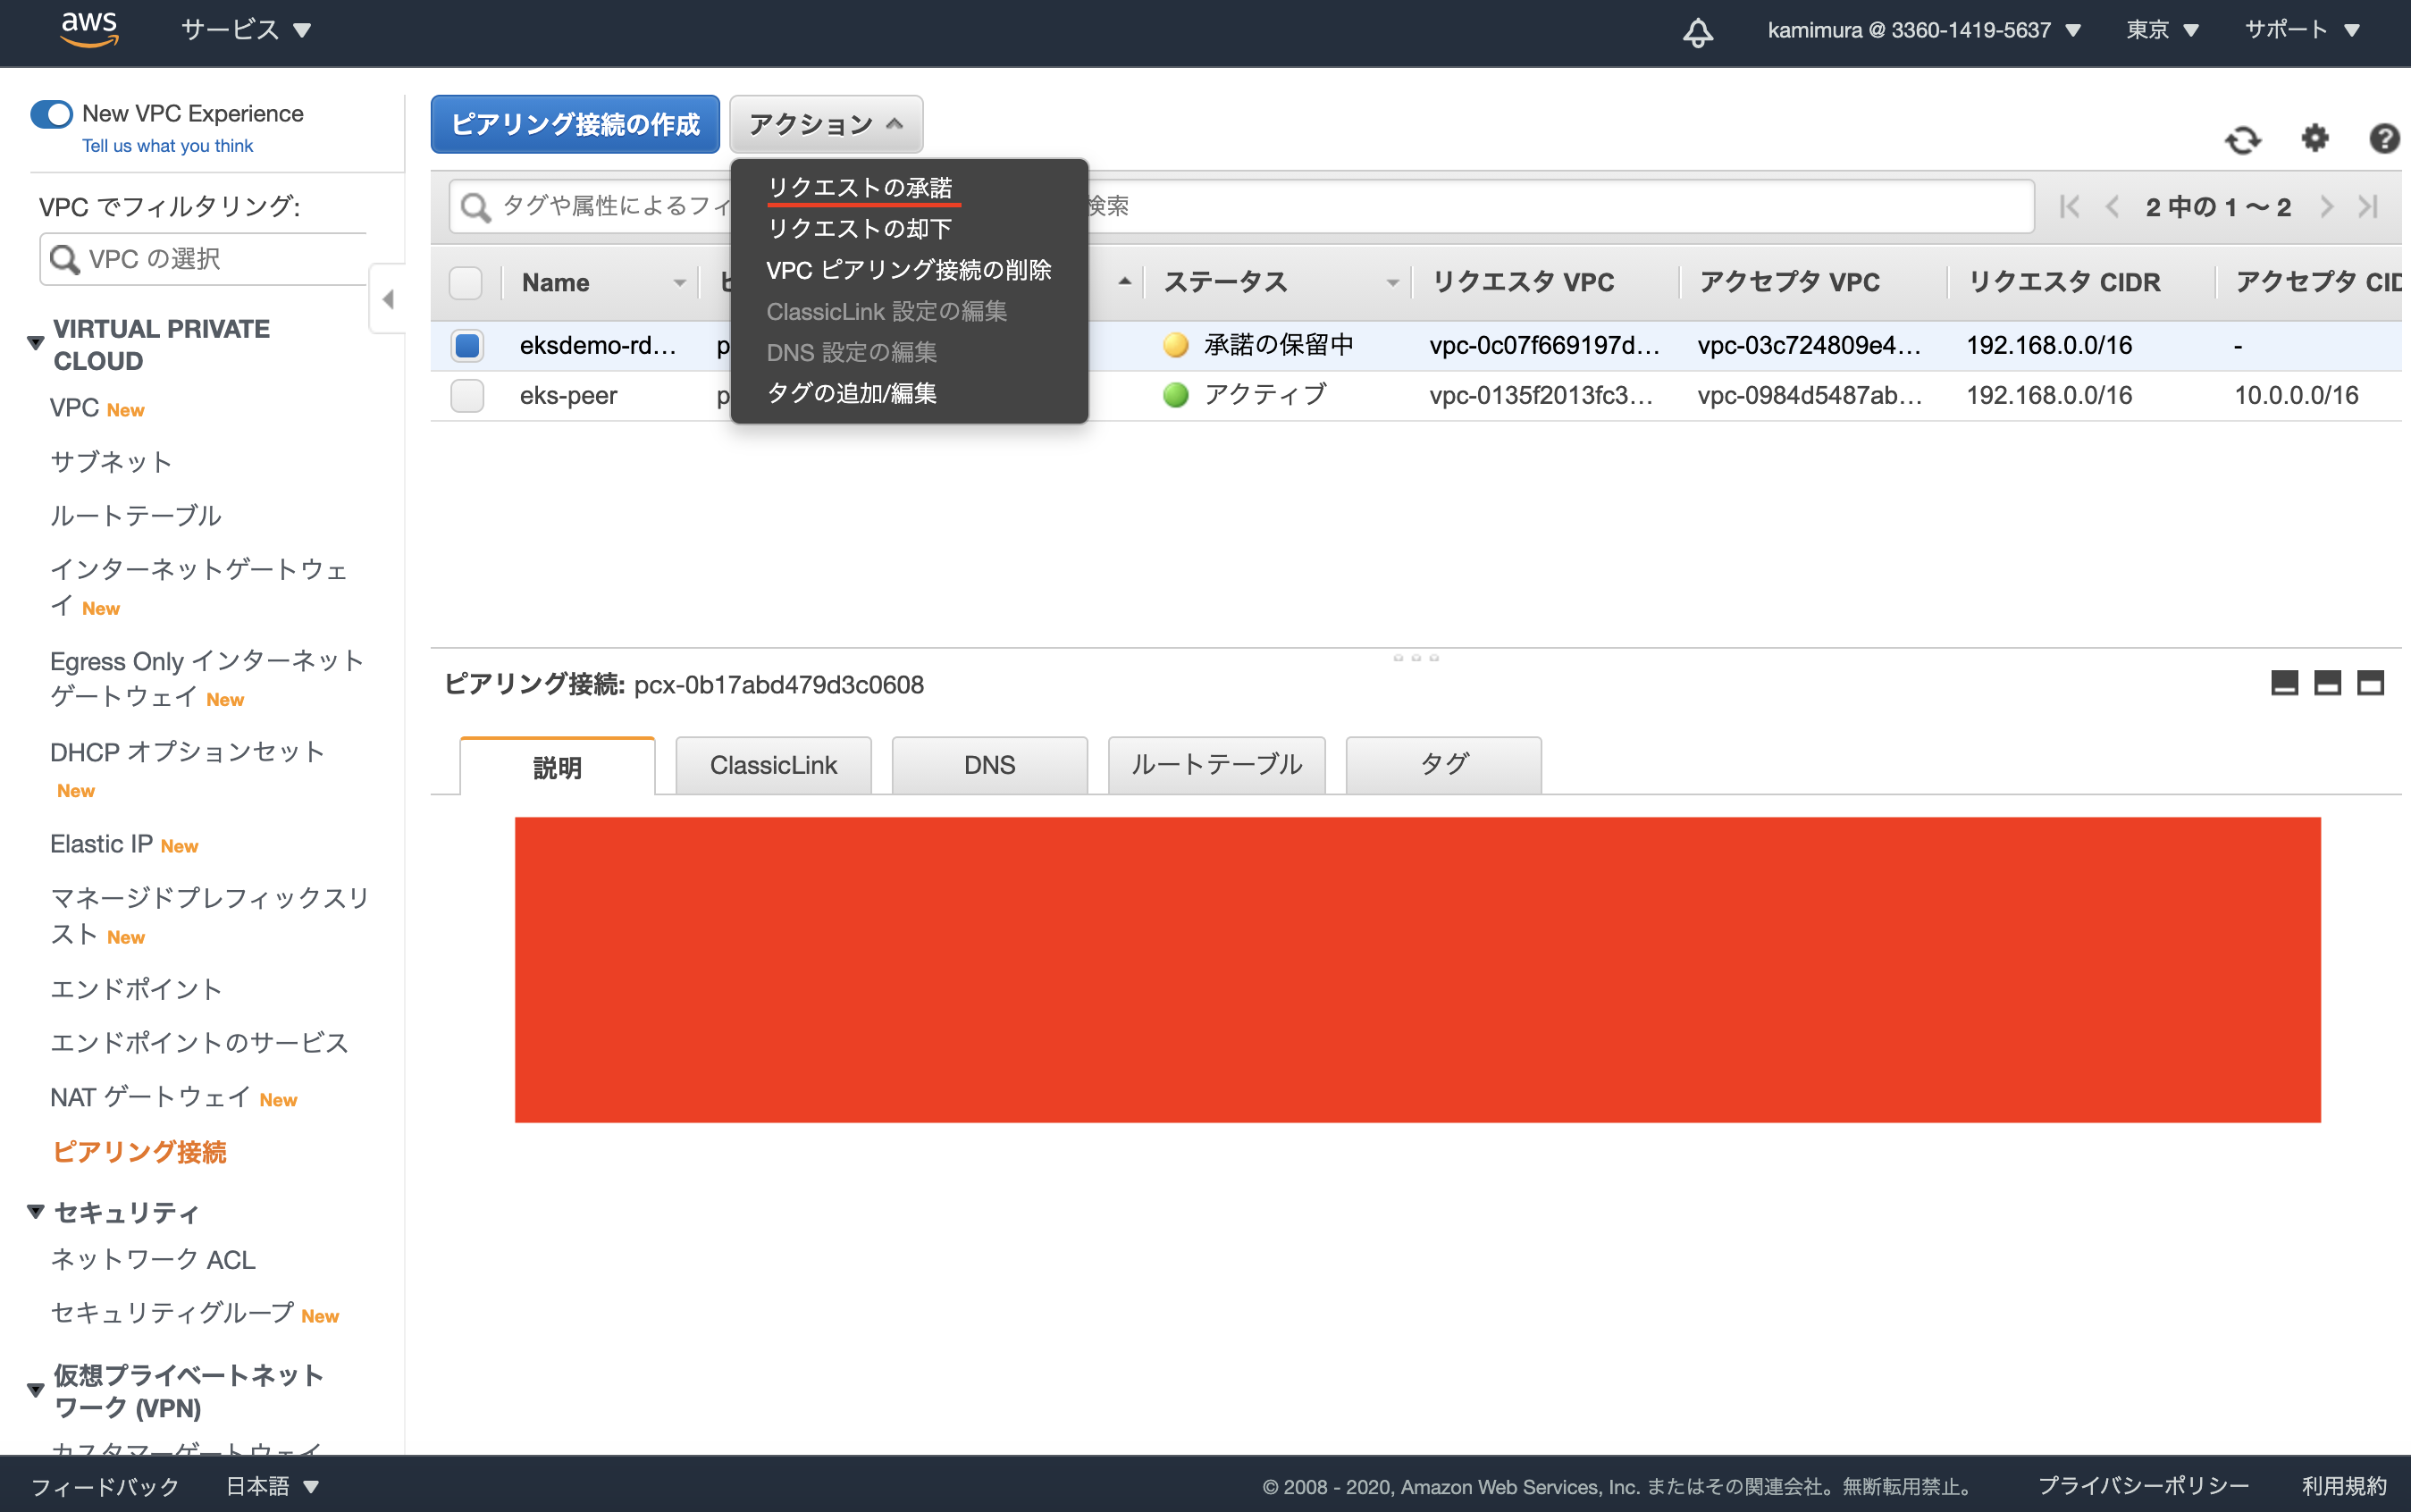 aws
サービス
kamimura @ 3360-1419-5637
東京
サポート
New VPC Experience
Tell us what you think
VPC でフィルタリング:
VPC の選択
VIRTUAL PRIVATE
CLOUD
VPC New
サブネット
ルートテーブル
インターネットゲートウェ
イ New
Egress Only インターネット
ゲートウェイ New
DHCP オプションセット
New
Elastic IP New
マネージドプレフィックスリ
スト New
エンドポイント
エンドポイントのサービス
NAT ゲートウェイ New
ピアリング接続
セキュリティ
ネットワーク ACL
セキュリティグループ New
仮想プライベートネット
ワーク (VPN)
カスタマーゲートウェイ
ピアリング接続の作成
アクション
リクエストの承諾
リクエストの却下
VPC ピアリング接続の削除
ClassicLink 設定の編集
DNS 設定の編集
タグの追加/編集
タグや属性によるフィ
検索
2 中の 1 ～ 2
Name
ステータス
リクエスタ VPC
アクセプタ VPC
リクエスタ CIDR
アクセプタ CID
eksdemo-rd... p
承諾の保留中
vpc-0c07f669197d...
vpc-03c724809e4...
192.168.0.0/16
-
eks-peer p
アクティブ
vpc-0135f2013fc3...
vpc-0984d5487ab...
192.168.0.0/16
10.0.0.0/16
ピアリング接続: pcx-0b17abd479d3c0608
説明
ClassicLink
DNS
ルートテーブル
タグ
フィードバック
日本語
© 2008 - 2020, Amazon Web Services, Inc. またはその関連会社。無断転用禁止。
プライバシーポリシー
利用規約